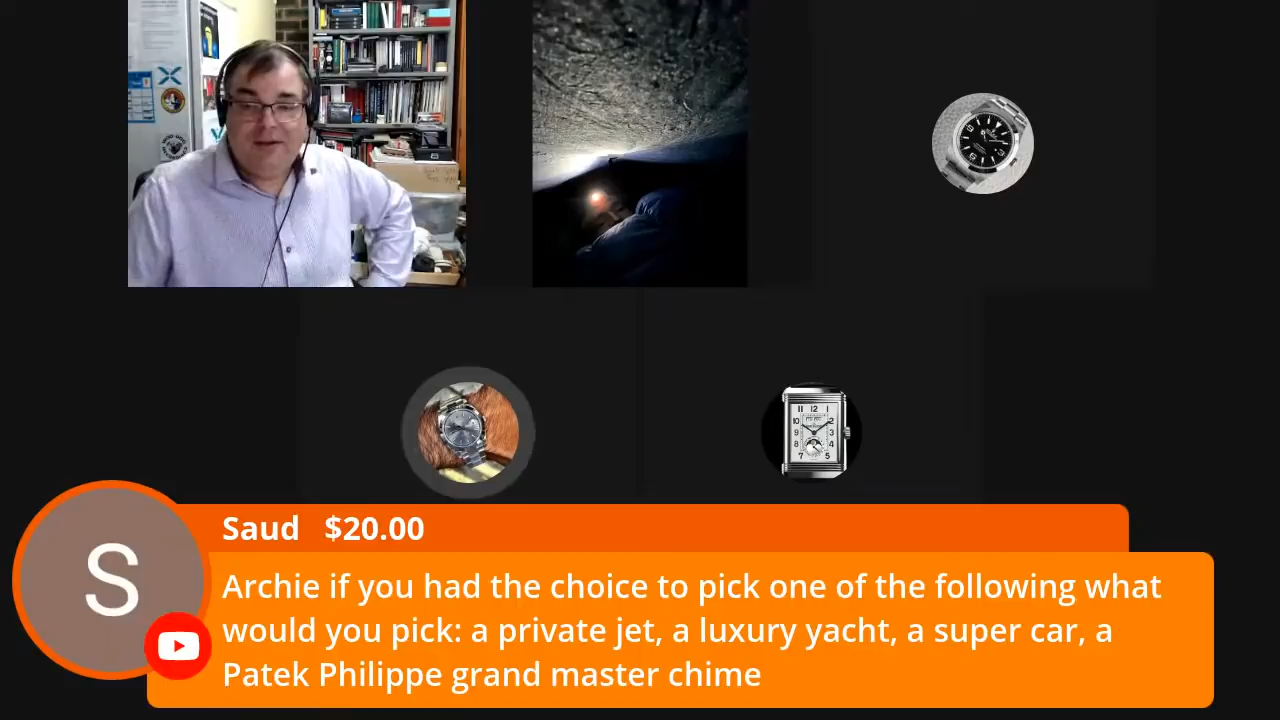 Saud $20.00
Archie if you had the choice to pick one of the following what
would you pick: a private jet, a luxury yacht, a super car, a
Patek Philippe grand master chime
S